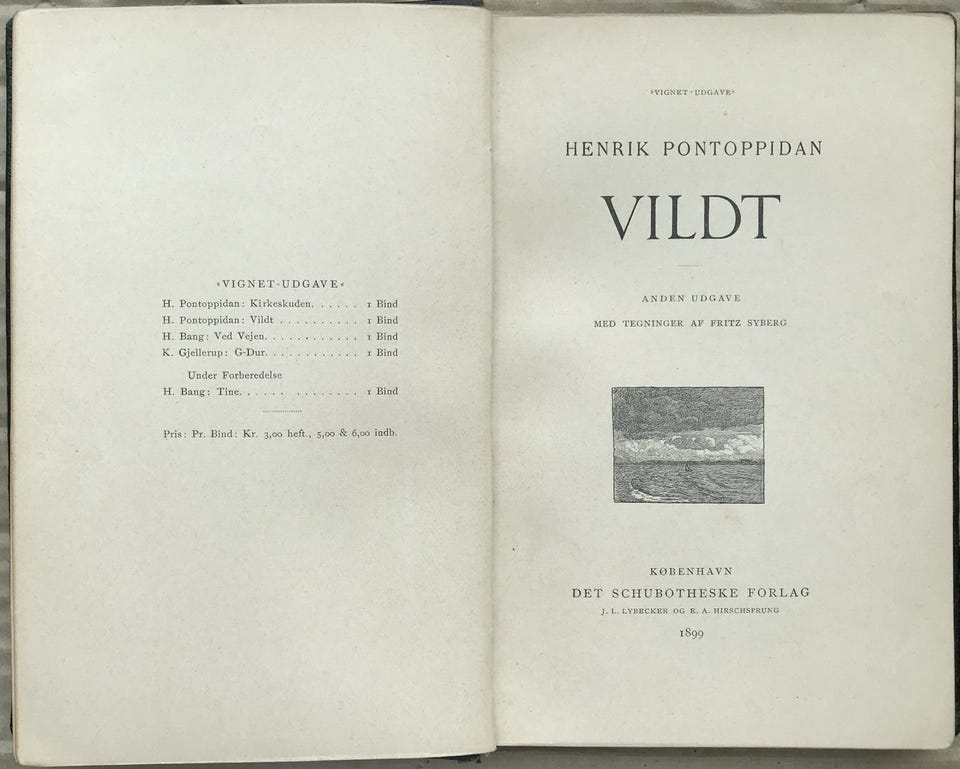 »VIGNET-UDGAVE«
H. Pontoppidan: Kirkeskuden. . . . . . 1 Bind
H. Pontoppidan: Vildt . . . . . . . . . . 1 Bind
H. Bang: Ved Vejen. . . . . . . . . . . . 1 Bind
K. Gjellerup: G-Dur. . . . . . . . . . . . 1 Bind
Under Forberedelse
H. Bang: Tine. . . . . . . . . . . . . . 1 Bind
Pris: Pr. Bind: Kr. 3,00 heft., 5,00 & 6,00 indb.
»VIGNET-UDGAVE«
HENRIK PONTOPPIDAN
VILDT
ANDEN UDGAVE
MED TEGNINGER AF FRITZ SYBERG
KØBENHAVN
DET SCHUBOTHESKE FORLAG
J. L. LYBECKER OG E. A. HIRSCHSPRUNG
1899